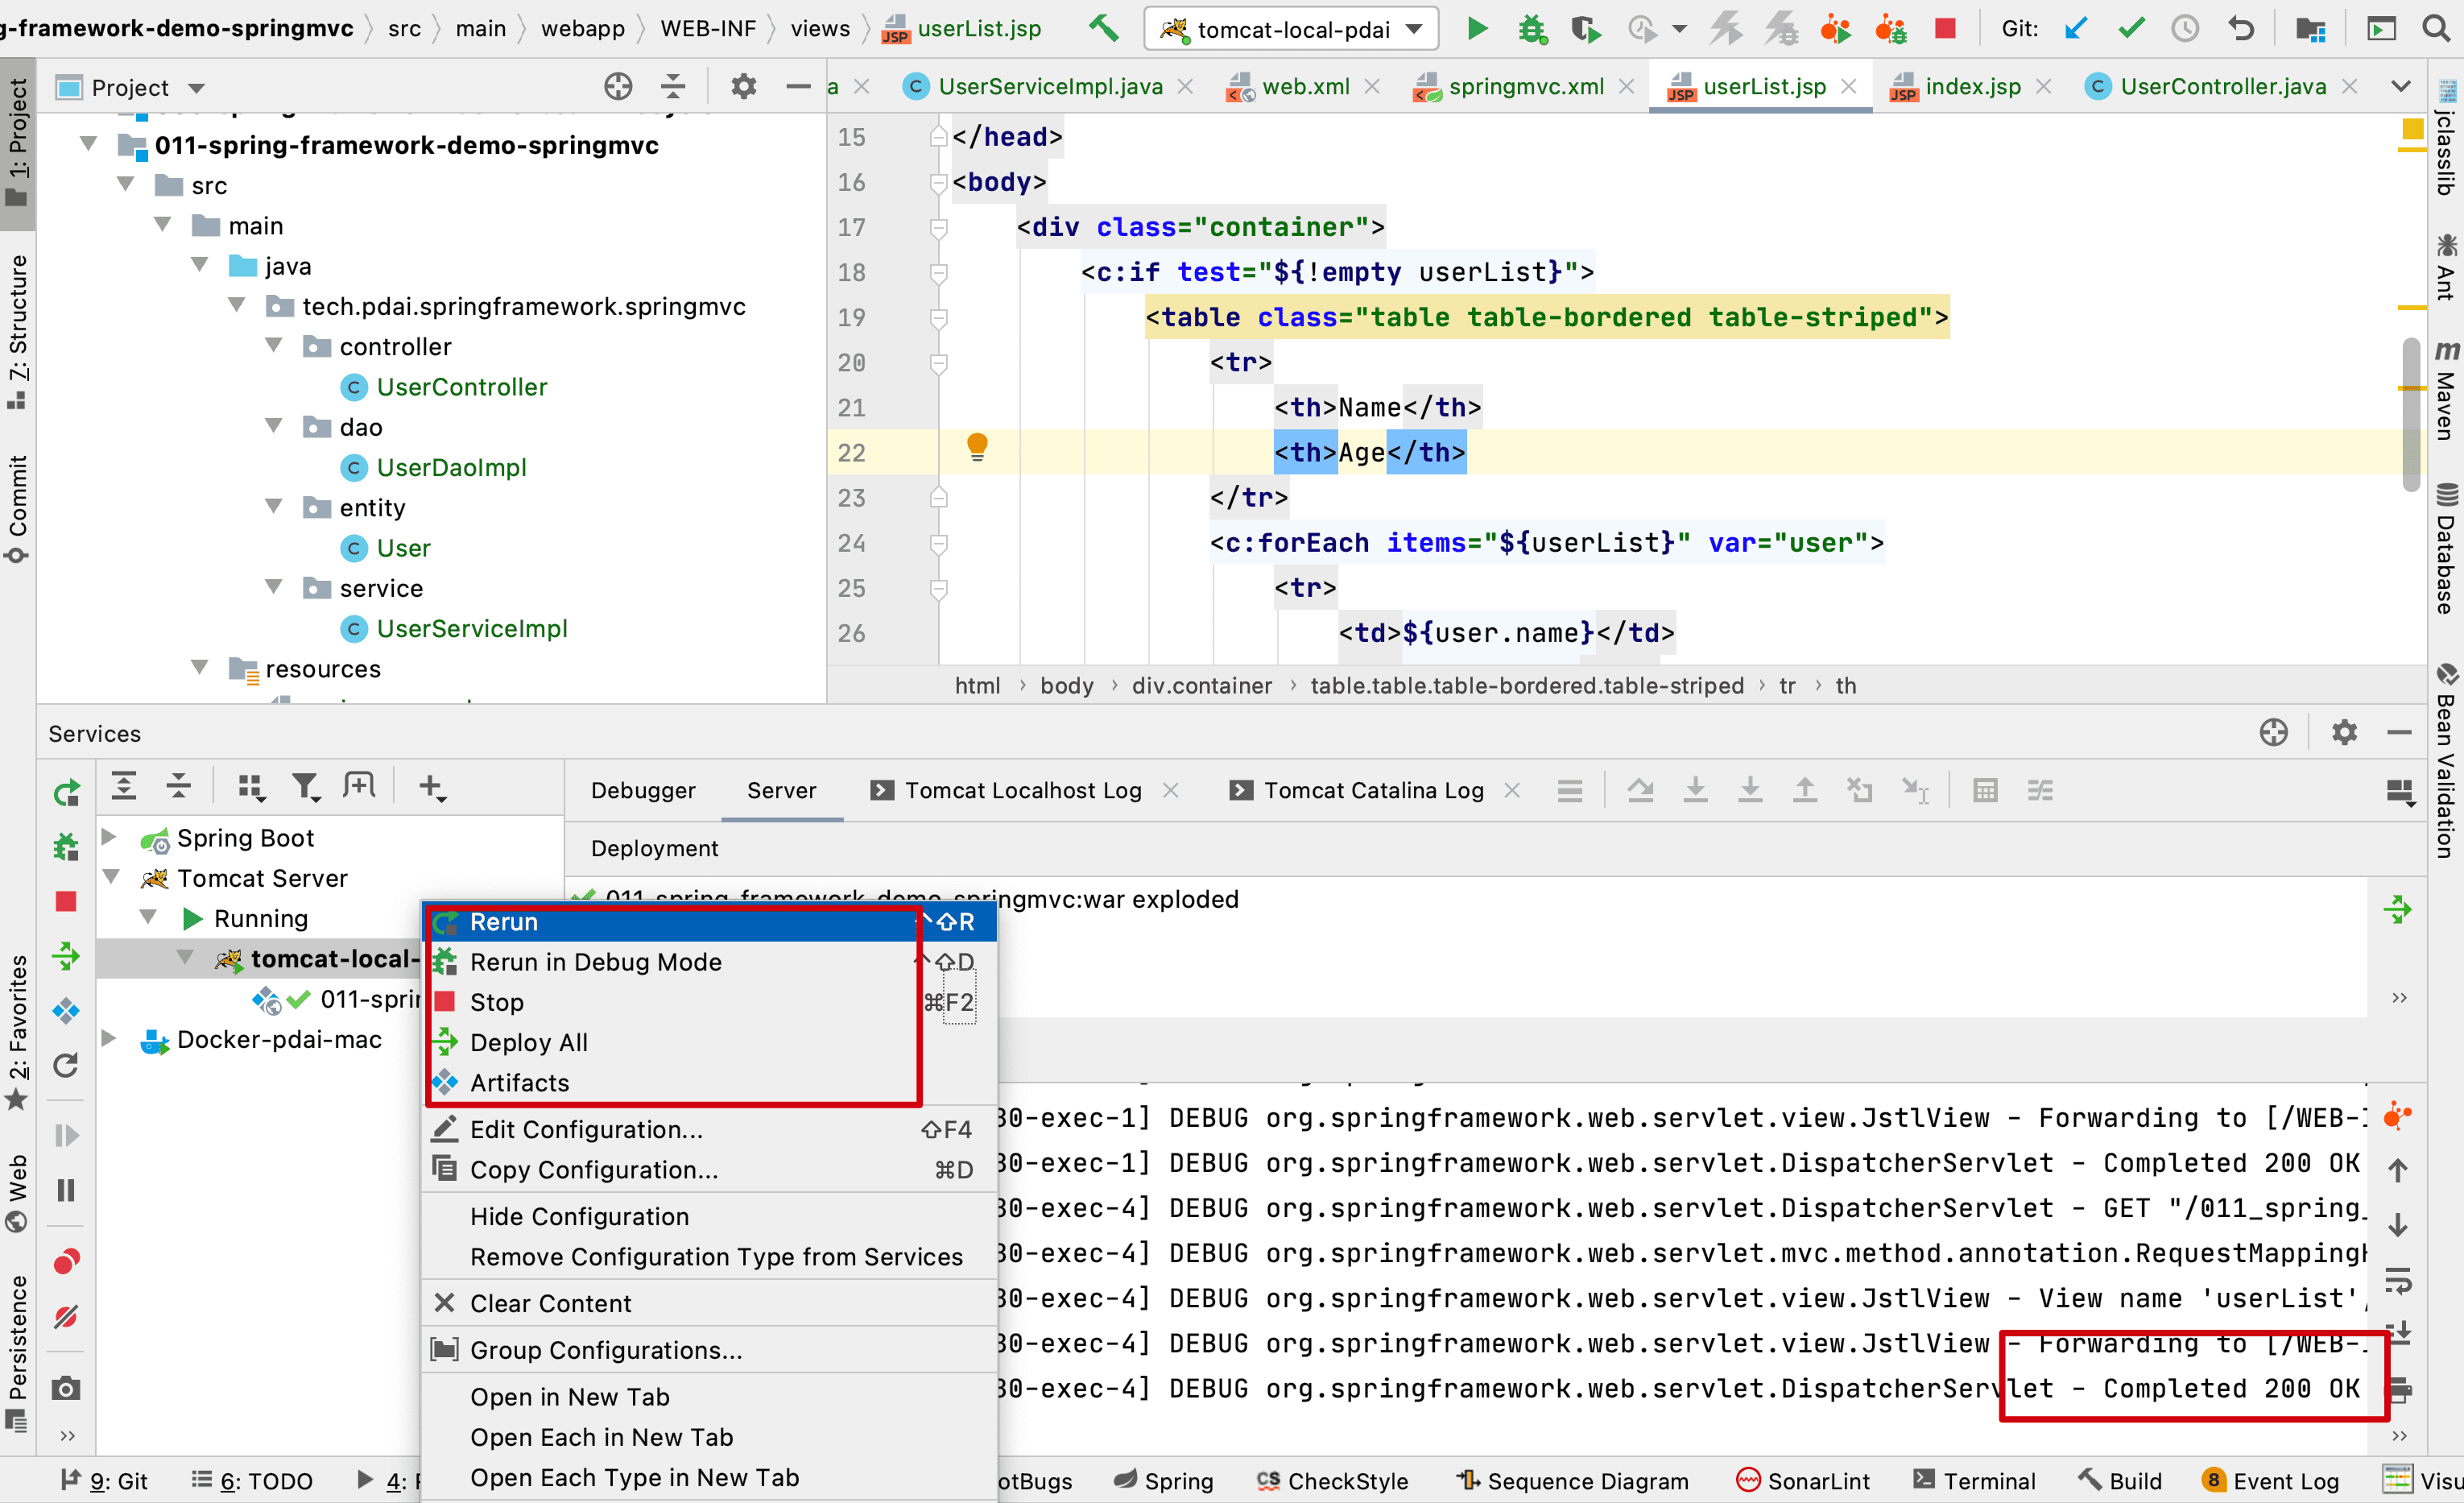 g-framework-demo-springmvc src main webapp WEB-INF views userList.jsp tomcat-local-pdai Git:
Project
a UserServiceImpl.java web.xml springmvc.xml userList.jsp index.jsp UserController.java
1: Project
Z: Structure
Commit
2: Favorites
Web
Persistence
011-spring-framework-demo-springmvc
src
main
java
tech.pdai.springframework.springmvc
controller
UserController
dao
UserDaoImpl
entity
User
service
UserServiceImpl
resources
15 </head>
16 <body>
17 <div class="container">
18 <c:if test="${!empty userList}">
19 <table class="table table-bordered table-striped">
20 <tr>
21 <th>Name</th>
22 <th>Age</th>
23 </tr>
24 <c:forEach items="${userList}" var="user">
25 <tr>
26 <td>${user.name}</td>
html › body › div.container › table.table.table-bordered.table-striped › tr › th
jclasslib
Ant
Maven
Database
Bean Validation
Services
Debugger Server Tomcat Localhost Log Tomcat Catalina Log
Deployment
Spring Boot
Tomcat Server
Running
tomcat-local-
011-sprin
Docker-pdai-mac
011-spring-framework-demo-springmvc:war exploded
Rerun ^⇧R
Rerun in Debug Mode ^⇧D
Stop ⌘F2
Deploy All
Artifacts
Edit Configuration... ⇧F4
Copy Configuration... ⌘D
Hide Configuration
Remove Configuration Type from Services
Clear Content
Group Configurations...
Open in New Tab
Open Each in New Tab
Open Each Type in New Tab
80-exec-1] DEBUG org.springframework.web.servlet.view.JstlView - Forwarding to [/WEB-I
80-exec-1] DEBUG org.springframework.web.servlet.DispatcherServlet - Completed 200 OK
80-exec-4] DEBUG org.springframework.web.servlet.DispatcherServlet - GET "/011_spring_
80-exec-4] DEBUG org.springframework.web.servlet.mvc.method.annotation.RequestMappingH
80-exec-4] DEBUG org.springframework.web.servlet.view.JstlView - View name 'userList',
80-exec-4] DEBUG org.springframework.web.servlet.view.JstlView - Forwarding to [/WEB-I
80-exec-4] DEBUG org.springframework.web.servlet.DispatcherServlet - Completed 200 OK
9: Git 6: TODO 4: otBugs Spring CheckStyle Sequence Diagram SonarLint Terminal Build 8 Event Log Visu